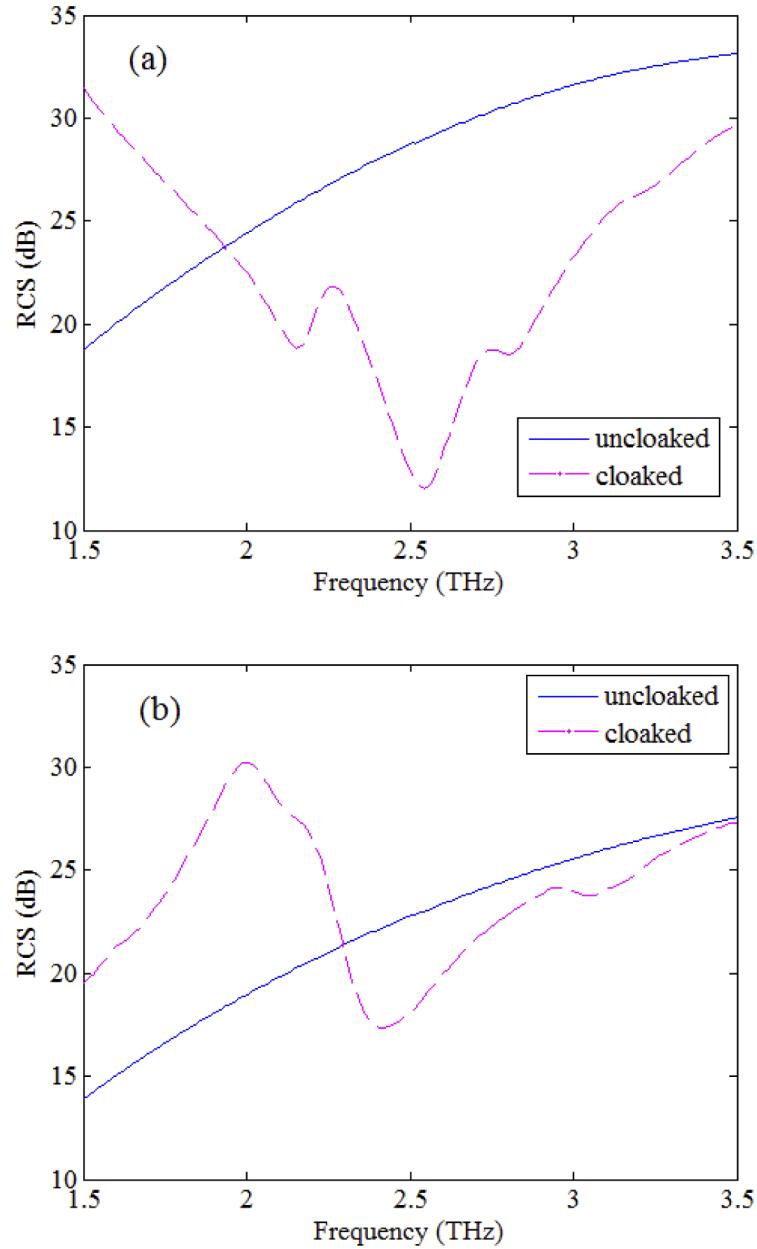 35
(a)
30
25
RCS (dB)
20
15
uncloaked
cloaked
10
1.5 2 2.5 3 3.5
Frequency (THz)
35
(b)
uncloaked
cloaked
30
25
RCS (dB)
20
15
10
1.5 2 2.5 3 3.5
Frequency (THz)